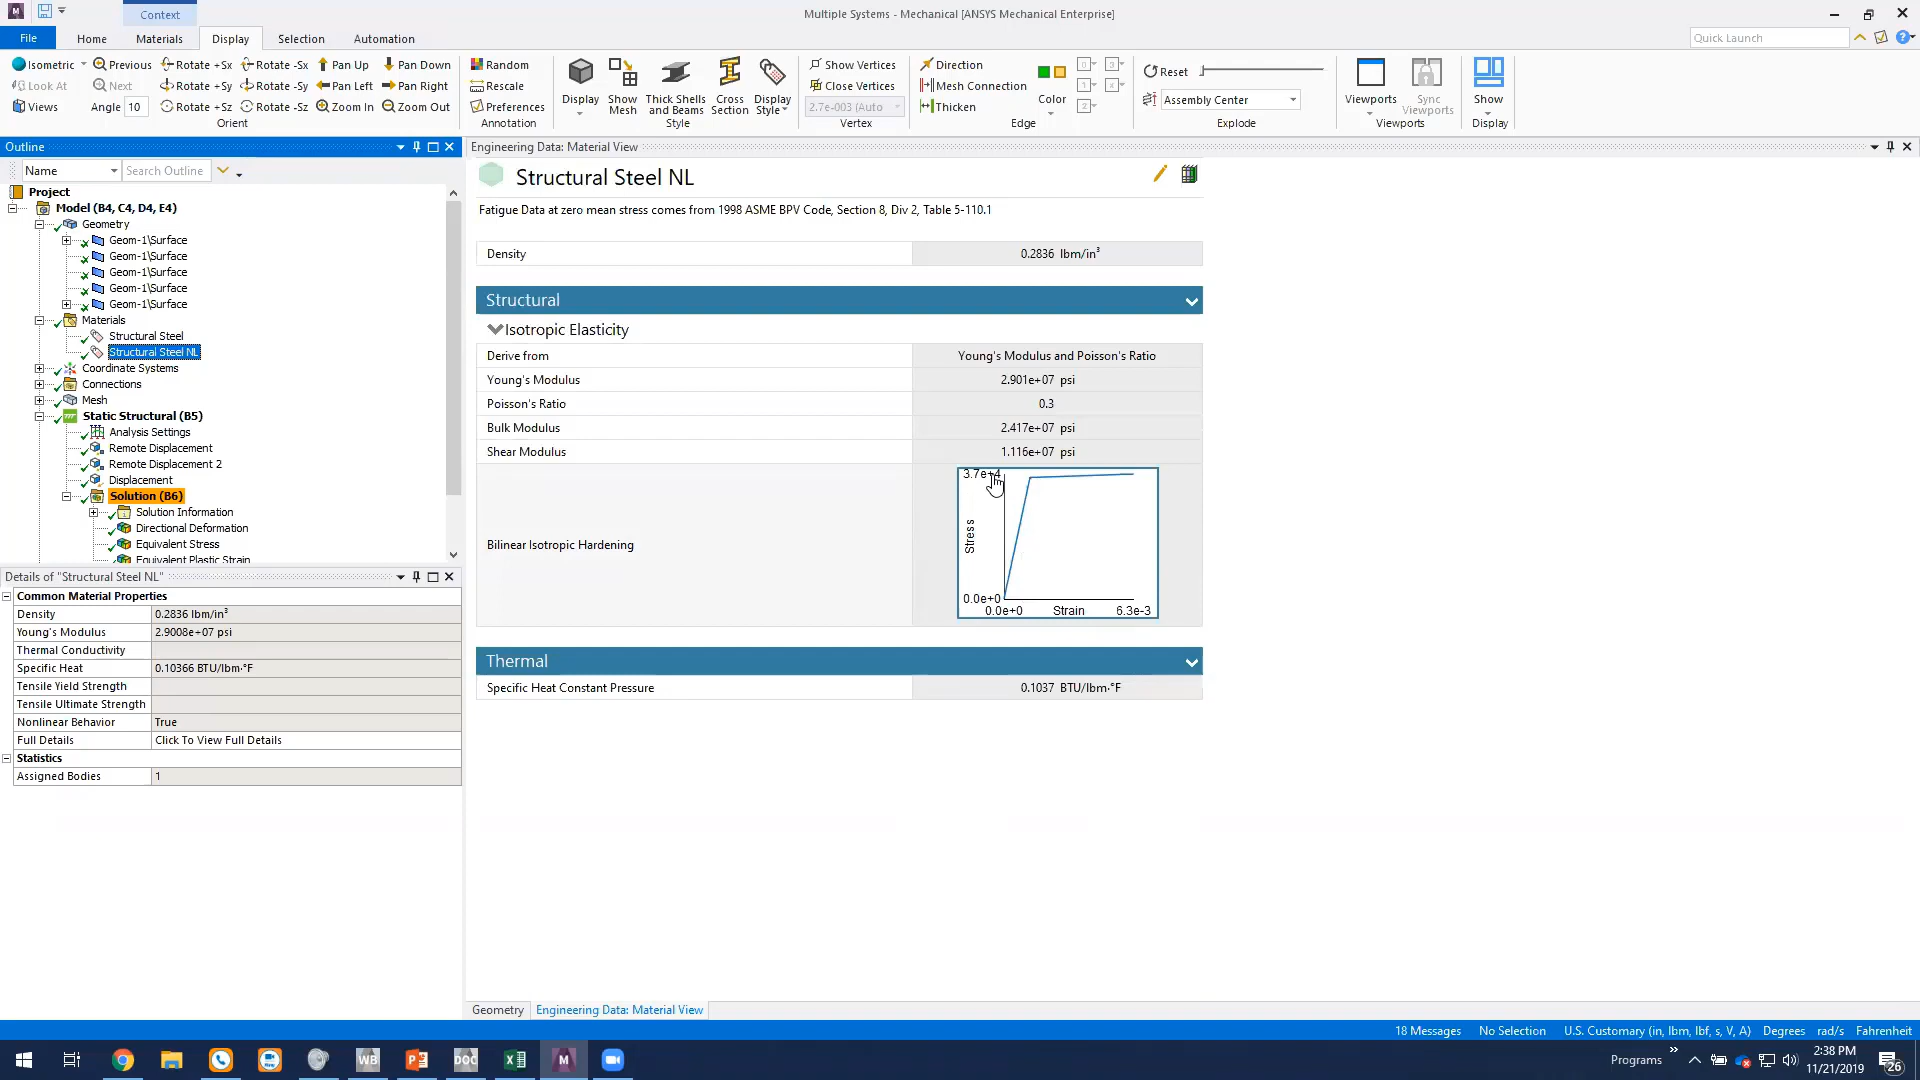 Context
Multiple Systems - Mechanical [ANSYS Mechanical Enterprise]
File Home Materials Display Selection Automation
Quick Launch
Isometric Previous Rotate +Sx Rotate -Sx Pan Up Pan Down
Look At Next Rotate +Sy Rotate -Sy Pan Left Pan Right
Views Angle 10 Rotate +Sz Rotate -Sz Zoom In Zoom Out
Orient
Random
Rescale
Preferences
Annotation
Display
Show Mesh
Thick Shells and Beams
Cross Section
Display Style
Style
Show Vertices
Close Vertices
2.7e-003 (Auto
Vertex
Direction
Mesh Connection
Thicken
Color
Edge
Reset
Assembly Center
Explode
Viewports
Sync Viewports
Viewports
Show
Display
Outline
Name Search Outline
Project
Model (B4, C4, D4, E4)
Geometry
Geom-1\Surface
Geom-1\Surface
Geom-1\Surface
Geom-1\Surface
Geom-1\Surface
Materials
Structural Steel
Structural Steel NL
Coordinate Systems
Connections
Mesh
Static Structural (B5)
Analysis Settings
Remote Displacement
Remote Displacement 2
Displacement
Solution (B6)
Solution Information
Directional Deformation
Equivalent Stress
Equivalent Plastic Strain
Details of "Structural Steel NL"
Common Material Properties
Density 0.2836 lbm/in³
Young's Modulus 2.9008e+07 psi
Thermal Conductivity
Specific Heat 0.10366 BTU/lbm·°F
Tensile Yield Strength
Tensile Ultimate Strength
Nonlinear Behavior True
Full Details Click To View Full Details
Statistics
Assigned Bodies 1
Engineering Data: Material View
Structural Steel NL
Fatigue Data at zero mean stress comes from 1998 ASME BPV Code, Section 8, Div 2, Table 5-110.1
Density 0.2836 lbm/in³
Structural
Isotropic Elasticity
Derive from Young's Modulus and Poisson's Ratio
Young's Modulus 2.901e+07 psi
Poisson's Ratio 0.3
Bulk Modulus 2.417e+07 psi
Shear Modulus 1.116e+07 psi
Bilinear Isotropic Hardening
3.7e+4
Stress
0.0e+0
0.0e+0 Strain 6.3e-3
Thermal
Specific Heat Constant Pressure 0.1037 BTU/lbm·°F
Geometry Engineering Data: Material View
18 Messages No Selection U.S. Customary (in, lbm, lbf, s, V, A) Degrees rad/s Fahrenheit
WB
DOC
M
Programs
2:38 PM
11/21/2019
26